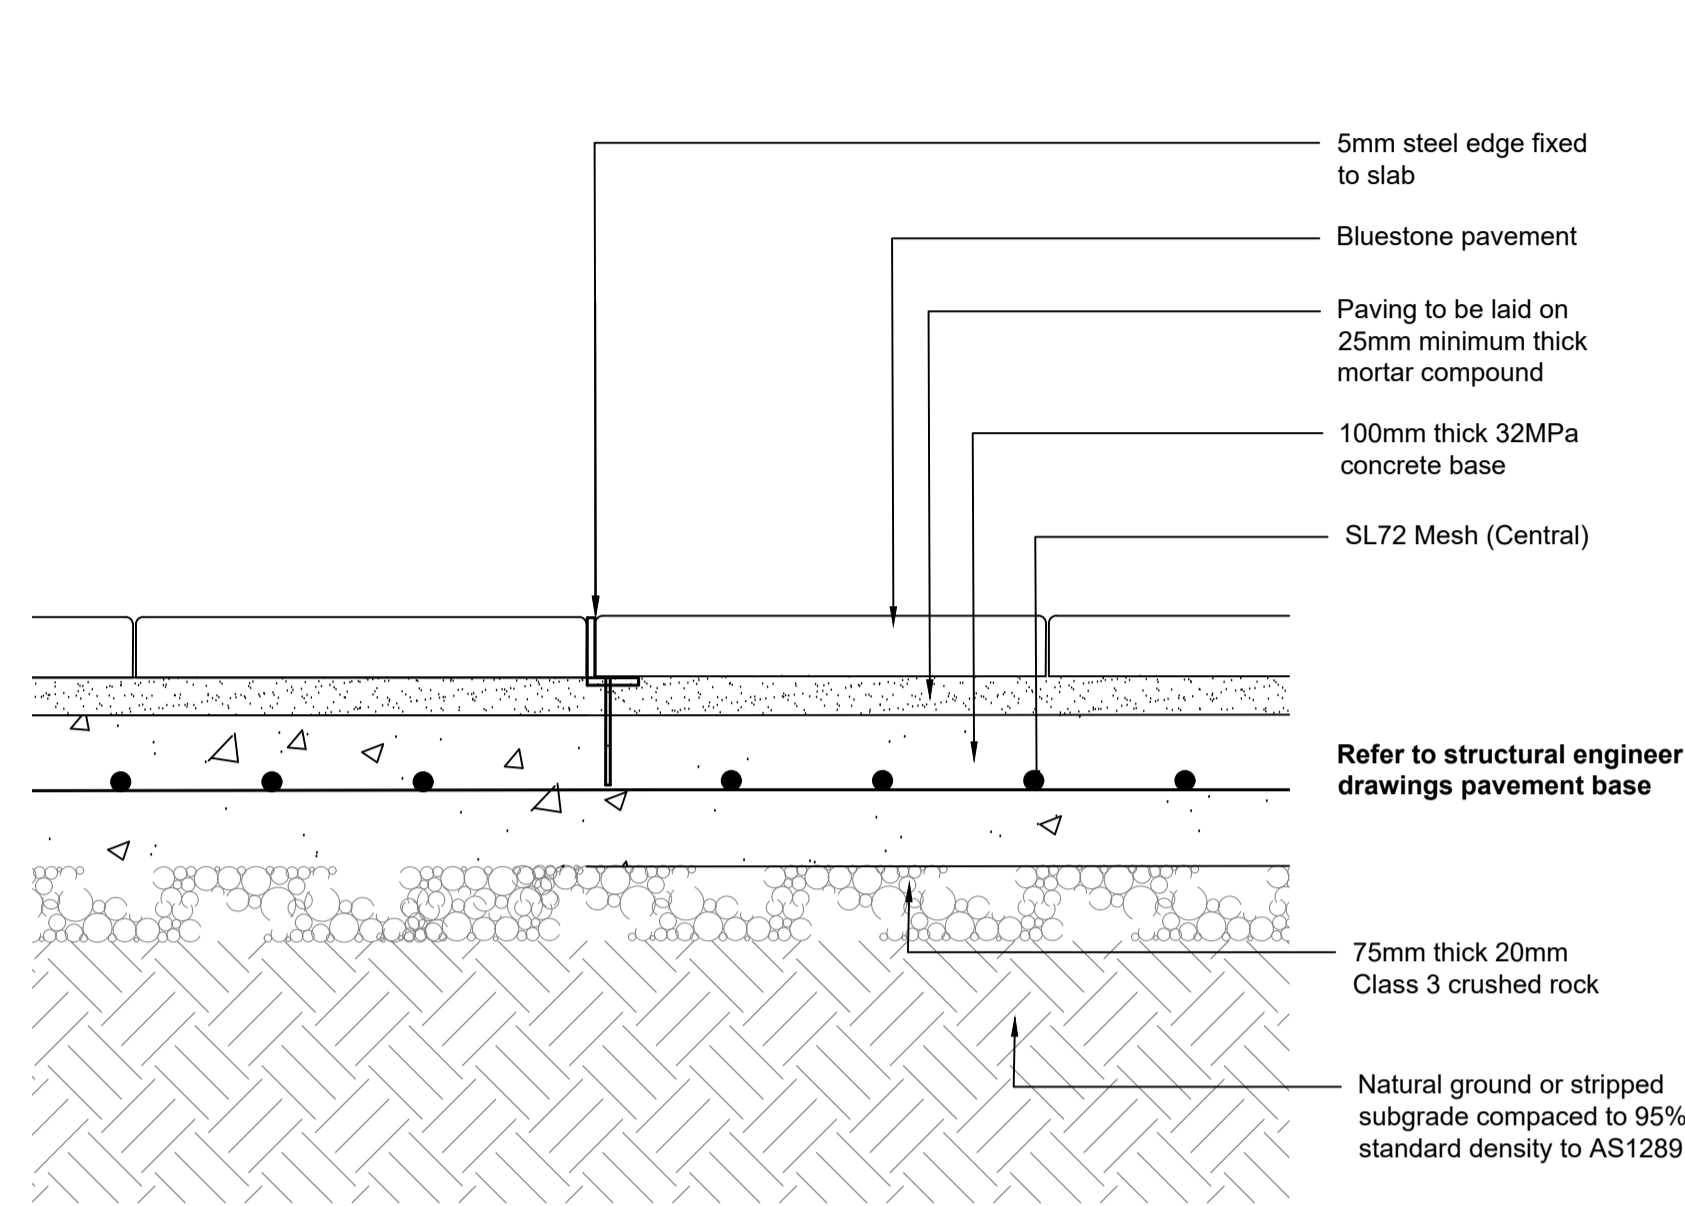 5mm steel edge fixed
to slab
Bluestone pavement
Paving to be laid on
25mm minimum thick
mortar compound
100mm thick 32MPa
concrete base
SL72 Mesh (Central)
Refer to structural engineer
drawings pavement base
75mm thick 20mm
Class 3 crushed rock
Natural ground or stripped
subgrade compaced to 95%
standard density to AS1289